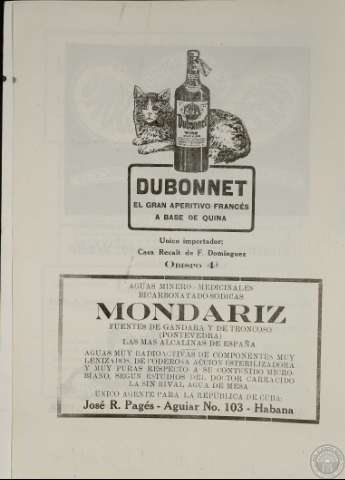 Dubonnet
DUBONNET
EL GRAN APERITIVO FRANCÉS
A BASE DE QUINA
Unico importador:
Casa Recalt de F. Dominguez
OBISPO
AGUAS MINERO-MEDICINALES
BICARBONATADO-SODICAS
MONDARIZ
FUENTES DE GANDARA Y DE TRONCOSO
(PONTEVEDRA)
LAS MAS ALCALINAS DE ESPAÑA
AGUAS MUY RADIOACTIVAS DE COMPONENTES MUY
LENIZADOS, DE PODEROSA ACCION ESTERILIZADORA
Y MUY PURAS RESPECTO A SU CONTENIDO MICRO-
BIANO, SEGUN ESTUDIOS DEL DOCTOR CARRACIDO
LA SIN RIVAL AGUA DE MESA
UNICO AGENTE PARA LA REPUBLICA DE CUBA:
José R. Pagés - Aguiar No. 103 - Habana